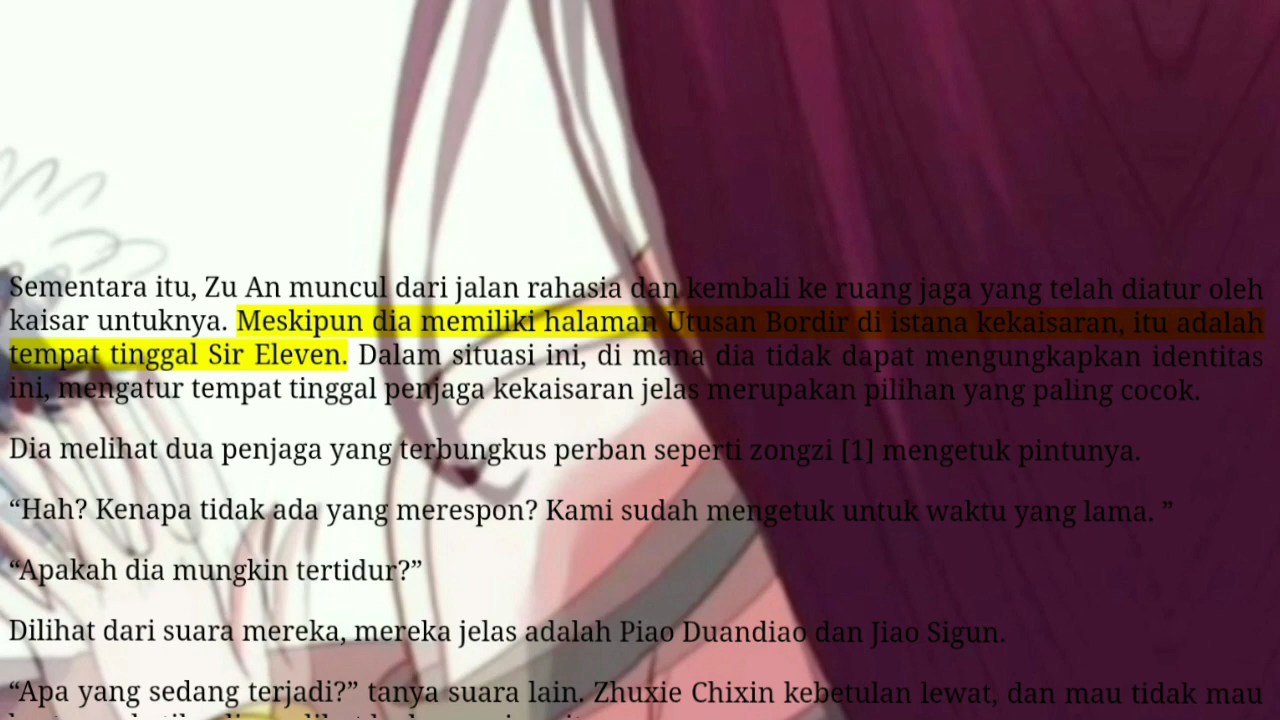 Sementara itu, Zu An muncul dari jalan rahasia dan kembali ke ruang jaga yang telah diatur oleh
kaisar untuknya. Meskipun dia memiliki halaman Utusan Bordir di istana kekaisaran, itu adalah
tempat tinggal Sir Eleven. Dalam situasi ini, di mana dia tidak dapat mengungkapkan identitas
ini, mengatur tempat tinggal penjaga kekaisaran jelas merupakan pilihan yang paling cocok.
Dia melihat dua penjaga yang terbungkus perban seperti zongzi [1] mengetuk pintunya.
“Hah? Kenapa tidak ada yang merespon? Kami sudah mengetuk untuk waktu yang lama. ”
“Apakah dia mungkin tertidur?”
Dilihat dari suara mereka, mereka jelas adalah Piao Duandiao dan Jiao Sigun.
“Apa yang sedang terjadi?” tanya suara lain. Zhuxie Chixin kebetulan lewat, dan mau tidak mau